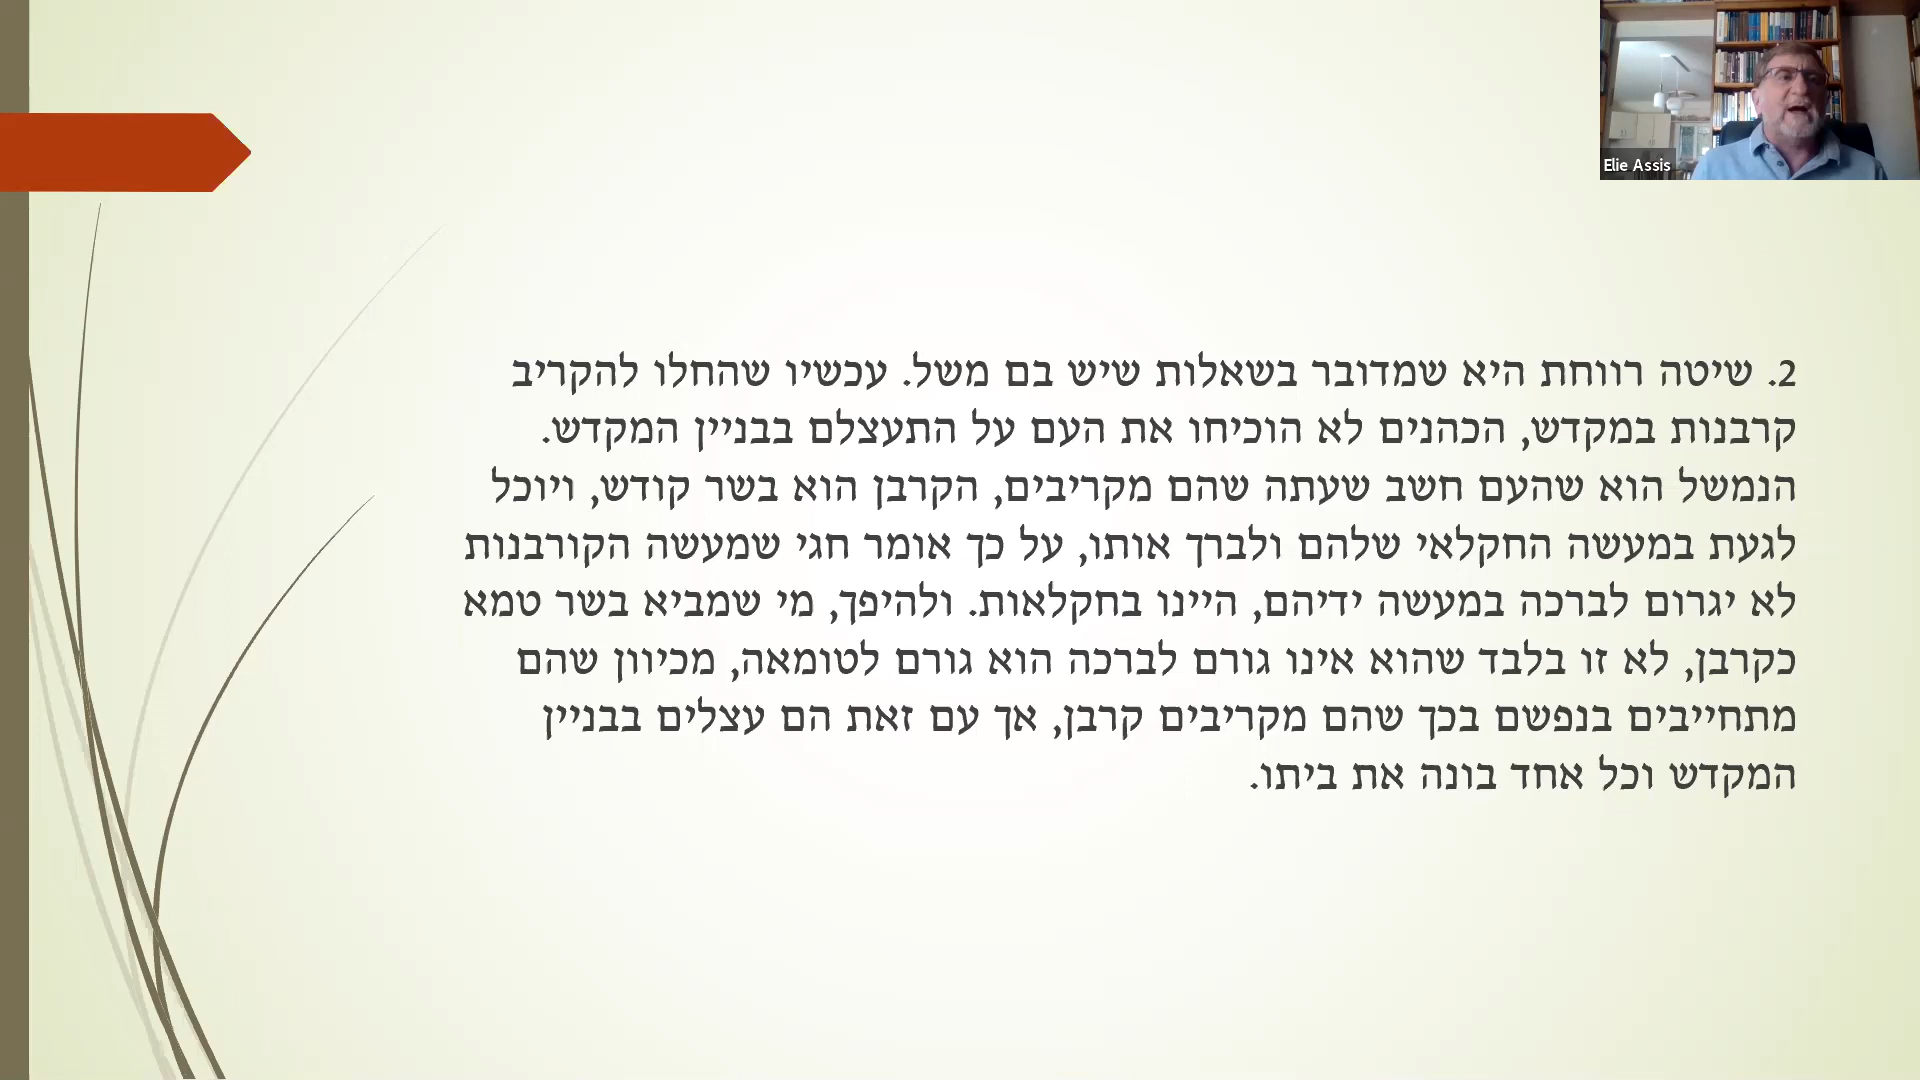 Elie Assis
2. שיטה רווחת היא שמדובר בשאלות שיש בם משל. עכשיו שהחלו להקריב
קרבנות במקדש, הכהנים לא הוכיחו את העם על התעצלם בבניין המקדש.
הנמשל הוא שהעם חשב שעתה שהם מקריבים, הקרבן הוא בשר קודש, ויוכל
לגעת במעשה החקלאי שלהם ולברך אותו, על כך אומר חגי שמעשה הקורבנות
לא יגרום לברכה במעשה ידיהם, היינו בחקלאות. ולהיפך, מי שמביא בשר טמא
כקרבן, לא זו בלבד שהוא אינו גורם לברכה הוא גורם לטומאה, מכיוון שהם
מתחייבים בנפשם בכך שהם מקריבים קרבן, אך עם זאת הם עצלים בבניין
המקדש וכל אחד בונה את ביתו.